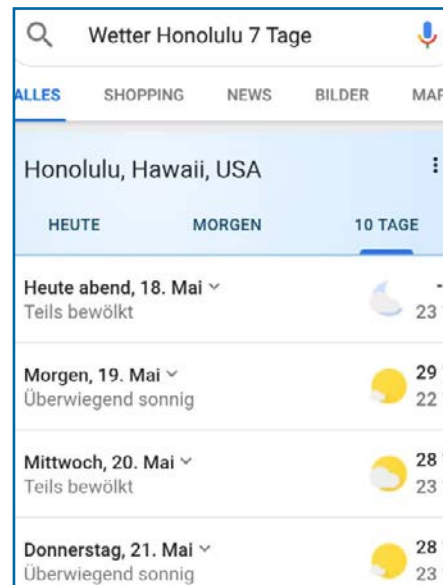 Wetter Honolulu 7 Tage
ALLES SHOPPING NEWS BILDER
Honolulu, Hawaii, USA
HEUTE MORGEN 10 TAGE
Heute abend, 18. Mai -
Teils bewölkt 23
Morgen, 19. Mai 29
Überwiegend sonnig 22
Mittwoch, 20. Mai 28
Teils bewölkt 23
Donnerstag, 21. Mai 28
Überwiegend sonnig 23